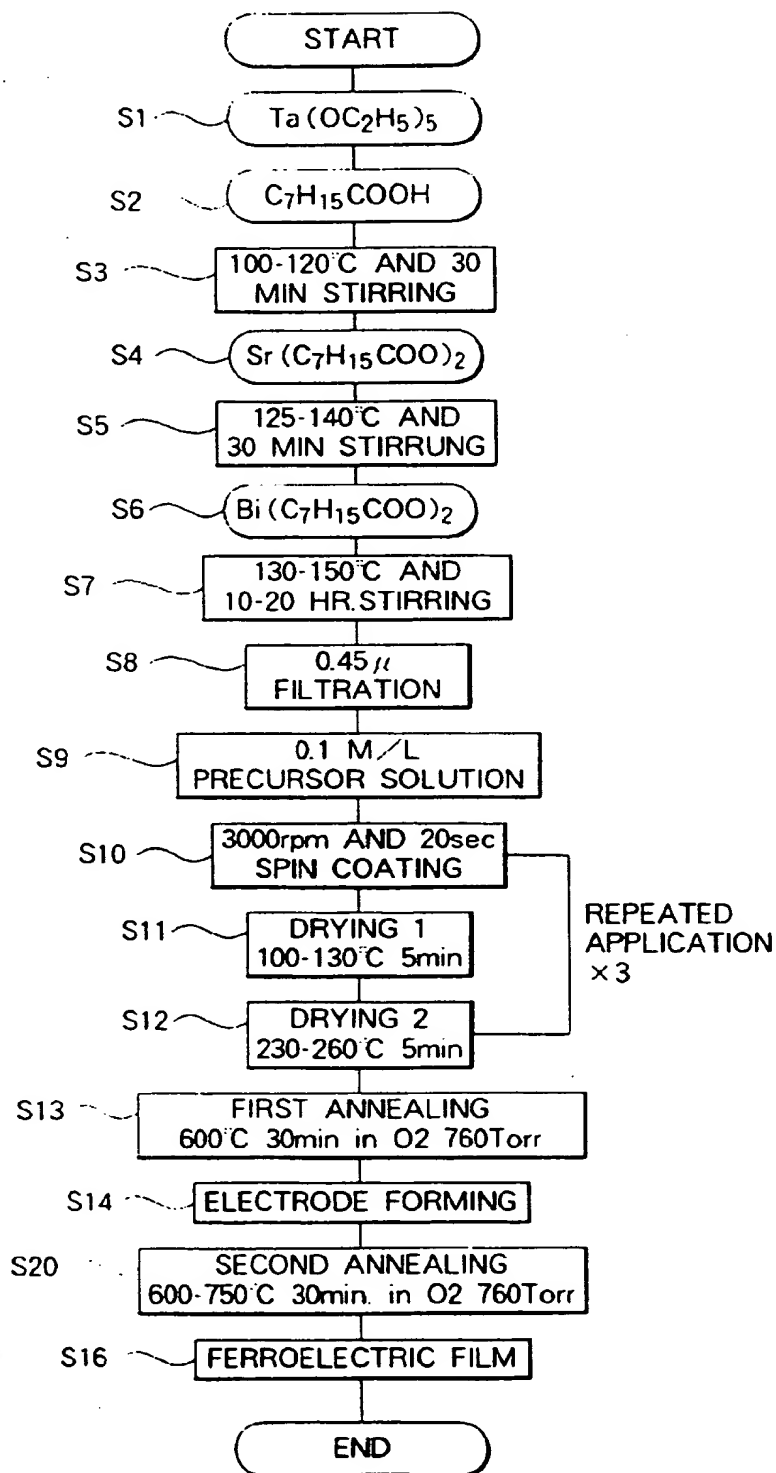 START
S1
Ta(OC2H5)5
S2
C7H15COOH
S3
100-120°C AND 30
MIN STIRRING
S4
Sr(C7H15COO)2
S5
125-140°C AND
30 MIN STIRRUNG
S6
Bi(C7H15COO)2
S7
130-150°C AND
10-20 HR.STIRRING
S8
0.45μ
FILTRATION
S9
0.1 M/L
PRECURSOR SOLUTION
S10
3000rpm AND 20sec
SPIN COATING
S11
DRYING 1
100-130°C 5min
REPEATED
APPLICATION
×3
S12
DRYING 2
230-260°C 5min
S13
FIRST ANNEALING
600°C 30min in O2 760Torr
S14
ELECTRODE FORMING
S20
SECOND ANNEALING
600-750°C 30min. in O2 760Torr
S16
FERROELECTRIC FILM
END